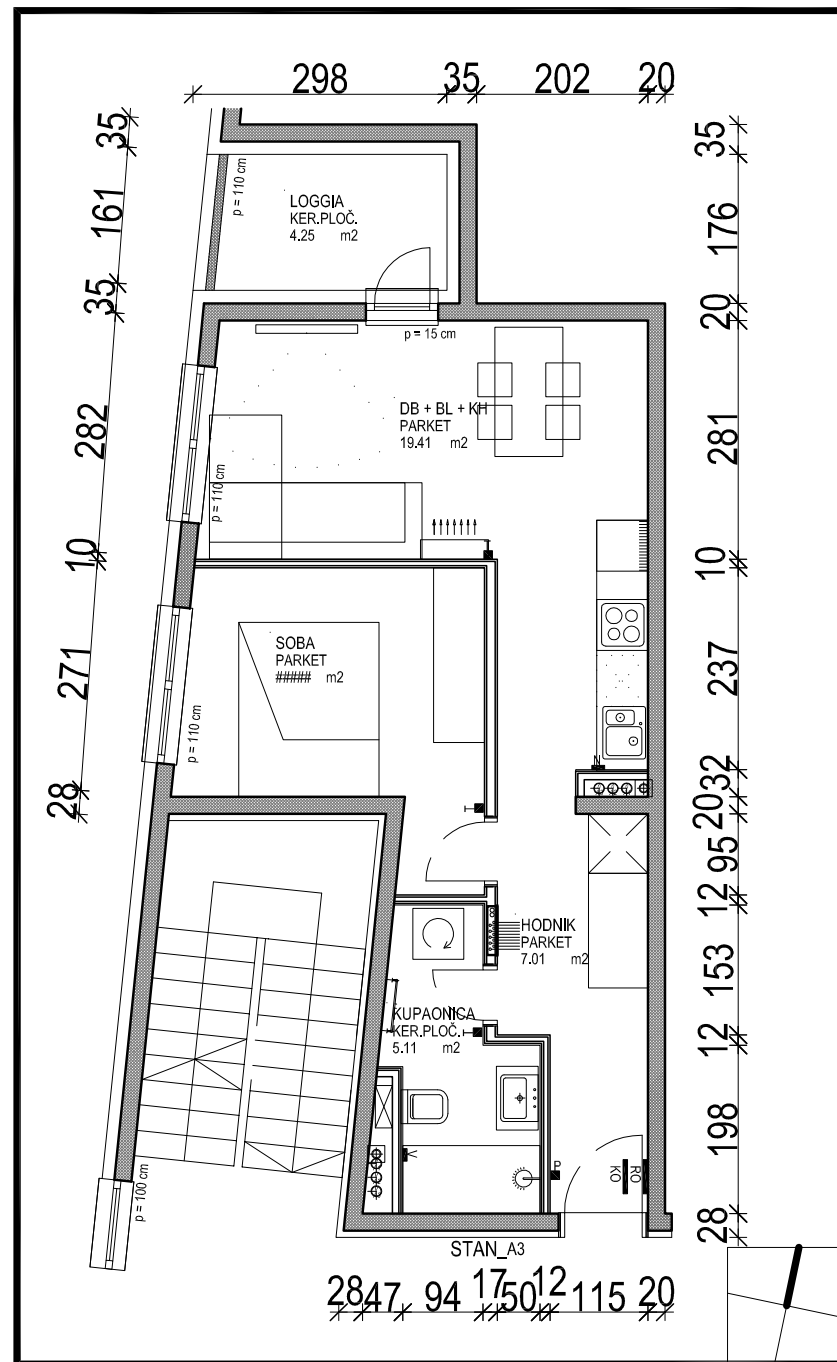 298 35 202 20
35
161
35
282
10
271
28
35
176
20
281
10
237
32
20
95
12
153
12
198
28
p = 110 cm
LOGGIA
KER.PLOČ.
4.25 m2
p = 15 cm
DB + BL + KH
PARKET
19.41 m2
p = 110 cm
SOBA
PARKET
##### m2
p = 110 cm
N
HODNIK
PARKET
7.01 m2
KUPAONICA
KER.PLOČ.
5.11 m2
V
P
RO
KO
p = 100 cm
STAN_A3
28 47 94 17 50 12 115 20